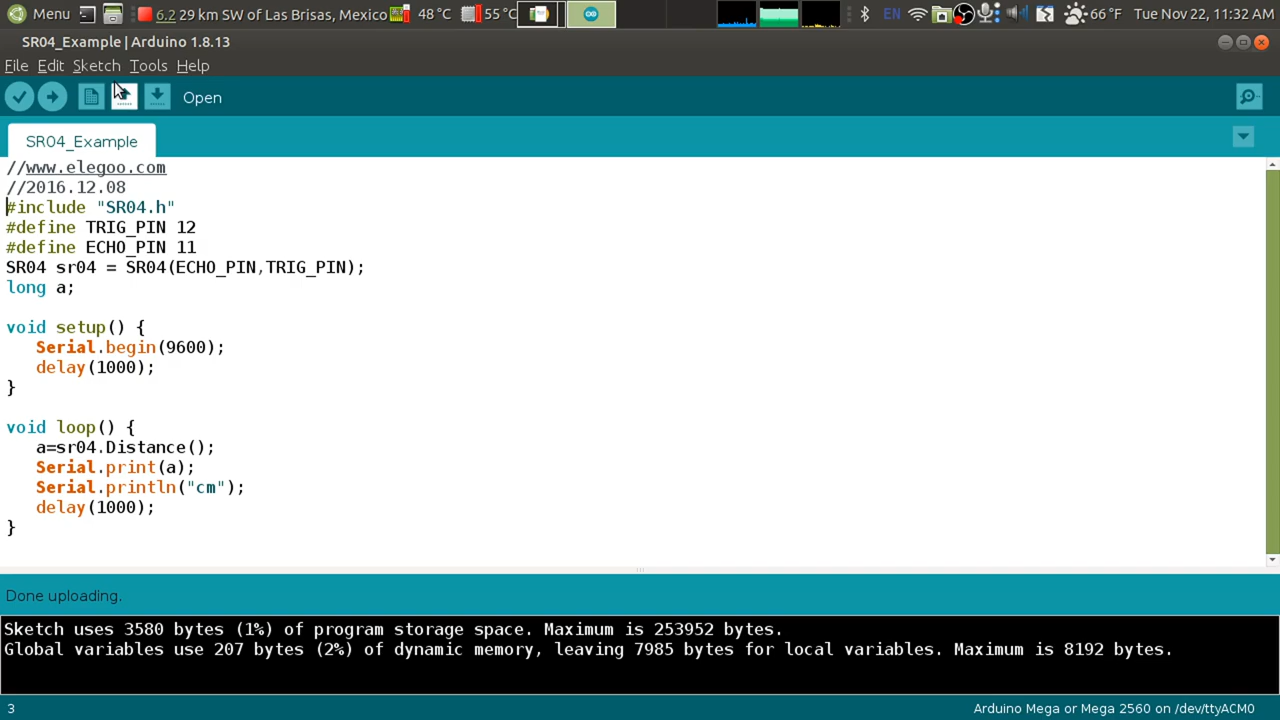 Menu 6.2 29 km SW of Las Brisas, Mexico 48 °C 55 °C EN 66 °F Tue Nov 22, 11:32 AM
SR04_Example | Arduino 1.8.13
File Edit Sketch Tools Help
Open
SR04_Example
//www.elegoo.com
//2016.12.08
#include "SR04.h"
#define TRIG_PIN 12
#define ECHO_PIN 11
SR04 sr04 = SR04(ECHO_PIN,TRIG_PIN);
long a;
void setup() {
   Serial.begin(9600);
   delay(1000);
}
void loop() {
   a=sr04.Distance();
   Serial.print(a);
   Serial.println("cm");
   delay(1000);
}
Done uploading.
Sketch uses 3580 bytes (1%) of program storage space. Maximum is 253952 bytes.
Global variables use 207 bytes (2%) of dynamic memory, leaving 7985 bytes for local variables. Maximum is 8192 bytes.
3 Arduino Mega or Mega 2560 on /dev/ttyACM0